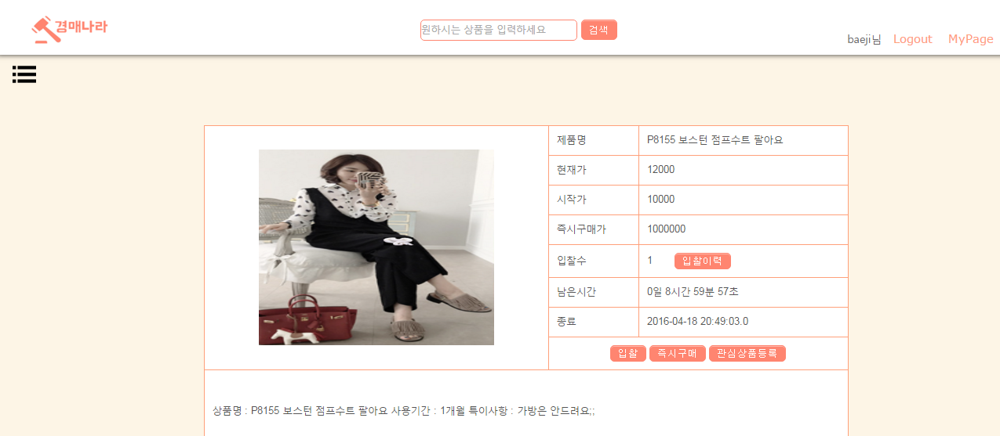 경매나라
원하시는 상품을 입력하세요 검색
baeji님 Logout MyPage
제품명 P8155 보스턴 점프수트 팔아요
현재가 12000
시작가 10000
즉시구매가 1000000
입찰수 1 입찰이력
남은시간 0일 8시간 59분 57초
종료 2016-04-18 20:49:03.0
입찰 즉시구매 관심상품등록
상품명 : P8155 보스턴 점프수트 팔아요 사용기간 : 1개월 특이사항 : 가방은 안드려요;;